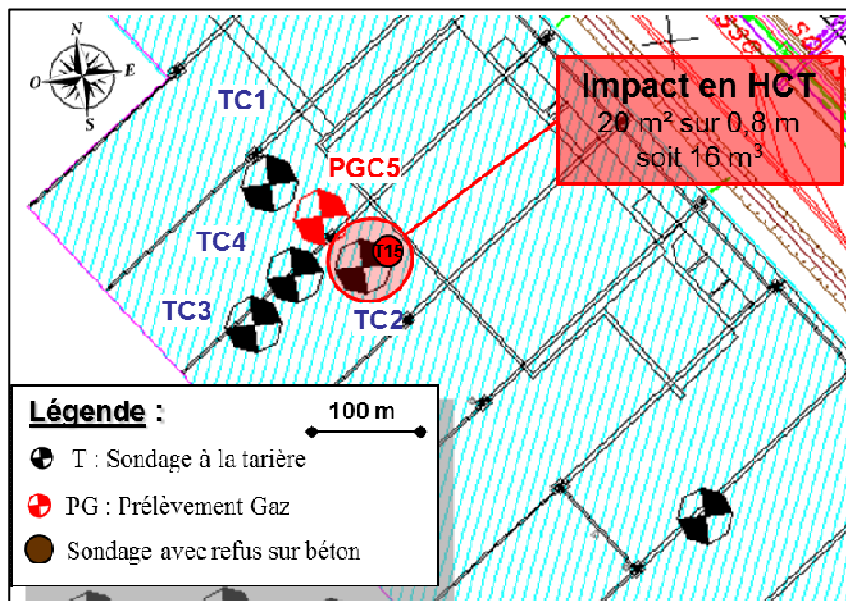 N
O
E
S
TC1
Impact en HCT
20 m² sur 0,8 m
soit 16 m³
PGC5
TC4
T15
TC3
TC2
Légende :
100 m
T : Sondage à la tarière
PG : Prélèvement Gaz
Sondage avec refus sur béton